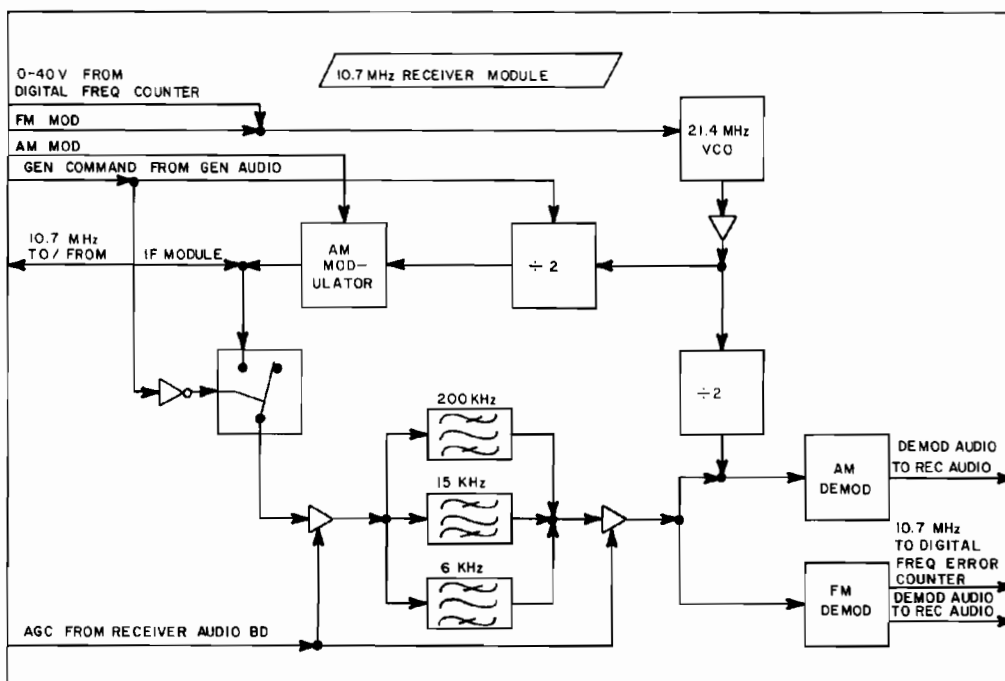 10.7 MHz RECEIVER MODULE
0-40 V FROM
DIGITAL FREQ COUNTER
FM MOD
AM MOD
GEN COMMAND FROM GEN AUDIO
21.4 MHz
VCO
10.7 MHz
TO / FROM IF MODULE
AM
MOD-
ULATOR
÷ 2
÷2
200 KHz
15 KHz
6 KHz
AM
DEMOD
DEMOD AUDIO
TO REC AUDIO
FM
DEMOD
10.7 MHz
TO DIGITAL
FREQ ERROR
COUNTER
DEMOD AUDIO
TO REC AUDIO
AGC FROM RECEIVER AUDIO BD